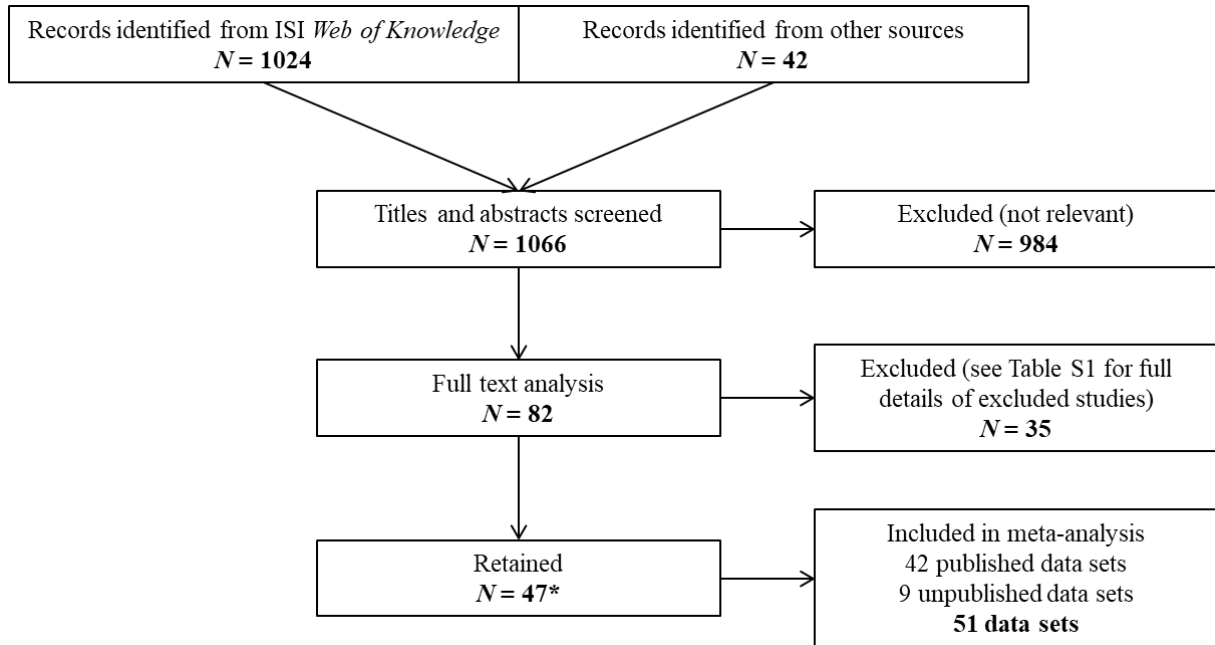 Records identified from ISI Web of Knowledge
N = 1024
Records identified from other sources
N = 42
Titles and abstracts screened
N = 1066
Excluded (not relevant)
N = 984
Full text analysis
N = 82
Excluded (see Table S1 for full
details of excluded studies)
N = 35
Retained
N = 47*
Included in meta-analysis
42 published data sets
9 unpublished data sets
51 data sets